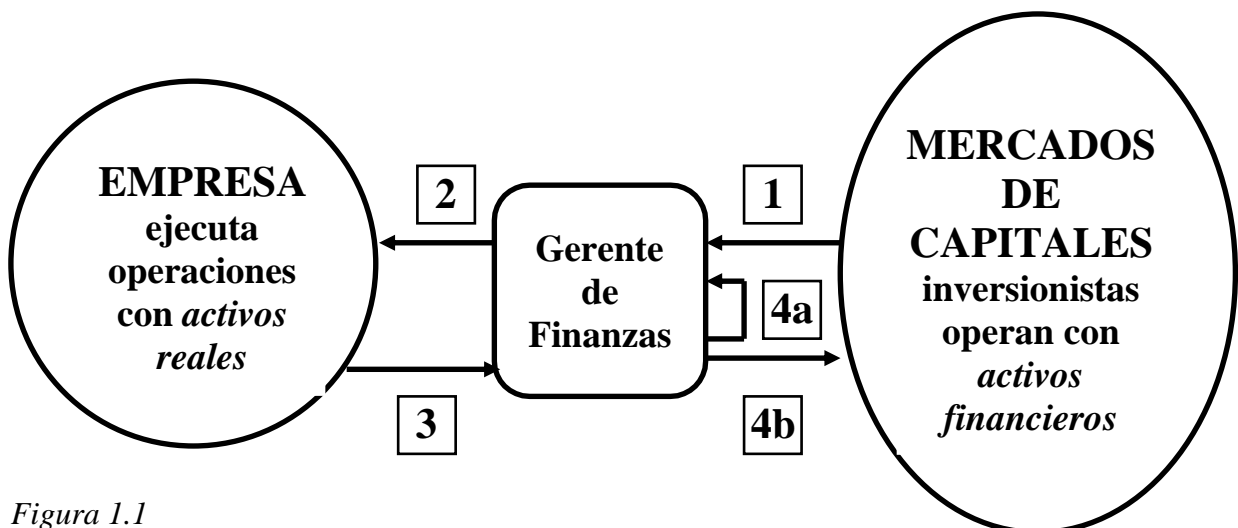 EMPRESA
ejecuta
operaciones
con activos
reales
2
3
Gerente
de
Finanzas
1
4a
4b
MERCADOS
DE
CAPITALES
inversionistas
operan con
activos
financieros
Figura 1.1